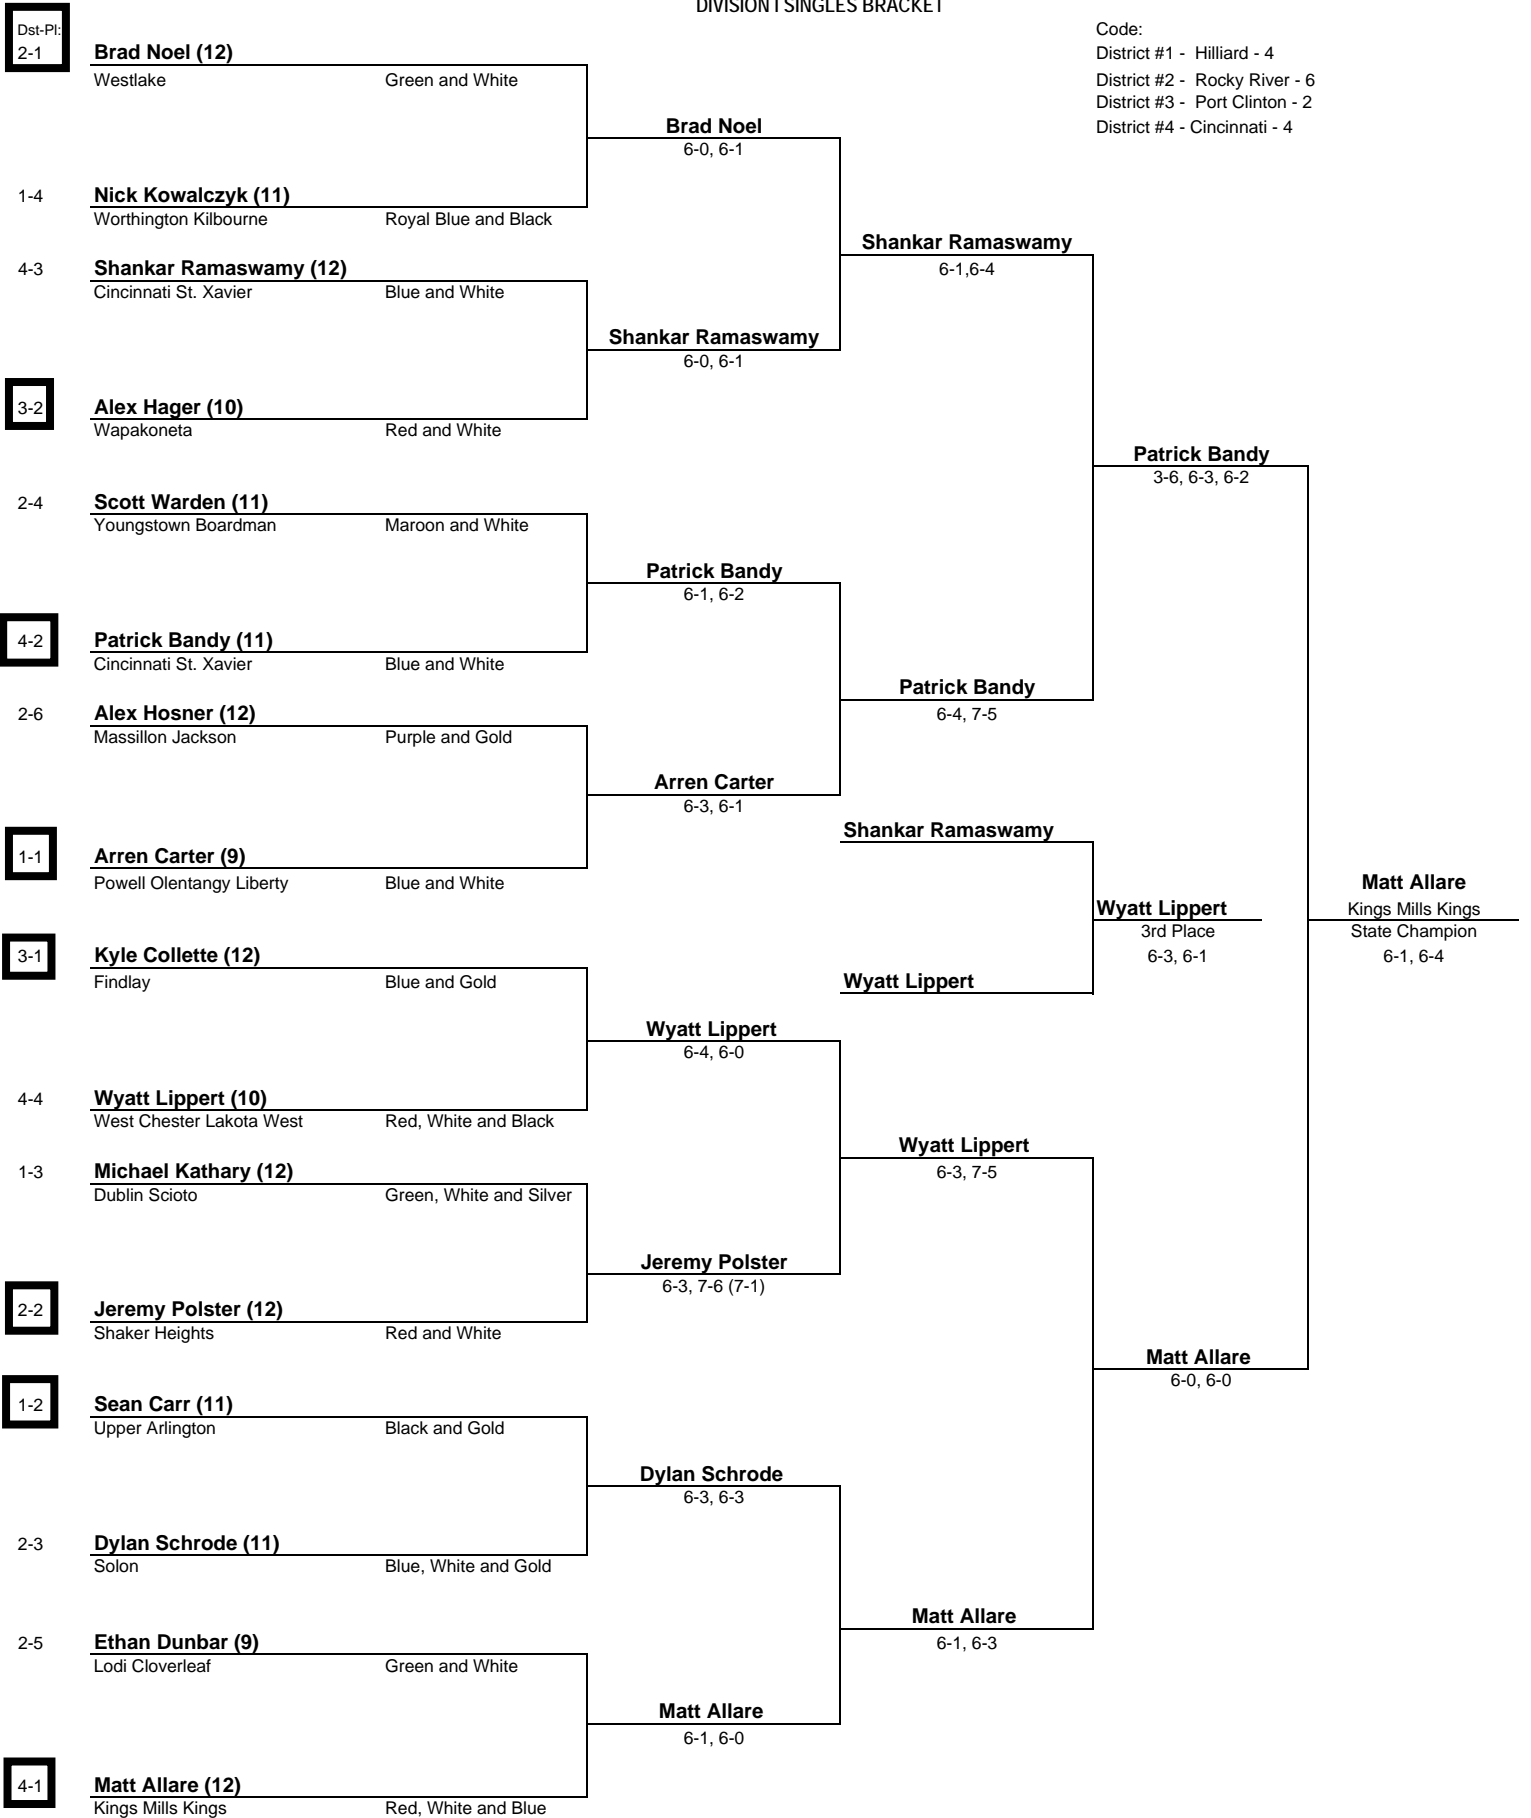 DIVISION I SINGLES BRACKET
Dst-Pl:
Code:
2-1 Brad Noel (12)
District #1 - Hilliard - 4
Westlake Green and White
District #2 - Rocky River - 6
District #3 - Port Clinton - 2
Brad Noel
District #4 - Cincinnati - 4
6-0, 6-1
1-4 Nick Kowalczyk (11)
Worthington Kilbourne Royal Blue and Black
Shankar Ramaswamy
4-3 Shankar Ramaswamy (12)
6-1,6-4
Cincinnati St. Xavier Blue and White
Shankar Ramaswamy
6-0, 6-1
3-2 Alex Hager (10)
Wapakoneta Red and White
Patrick Bandy
3-6, 6-3, 6-2
2-4 Scott Warden (11)
Youngstown Boardman Maroon and White
Patrick Bandy
6-1, 6-2
4-2 Patrick Bandy (11)
Cincinnati St. Xavier Blue and White
Patrick Bandy
2-6 Alex Hosner (12)
6-4, 7-5
Massillon Jackson Purple and Gold
Arren Carter
6-3, 6-1
Shankar Ramaswamy
1-1 Arren Carter (9)
Powell Olentangy Liberty Blue and White
Matt Allare
Wyatt Lippert
Kings Mills Kings
3rd Place
State Champion
3-1 Kyle Collette (12)
6-3, 6-1
6-1, 6-4
Findlay Blue and Gold
Wyatt Lippert
Wyatt Lippert
6-4, 6-0
4-4 Wyatt Lippert (10)
West Chester Lakota West Red, White and Black
Wyatt Lippert
1-3 Michael Kathary (12)
6-3, 7-5
Dublin Scioto Green, White and Silver
Jeremy Polster
6-3, 7-6 (7-1)
2-2 Jeremy Polster (12)
Shaker Heights Red and White
Matt Allare
6-0, 6-0
1-2 Sean Carr (11)
Upper Arlington Black and Gold
Dylan Schrode
6-3, 6-3
2-3 Dylan Schrode (11)
Solon Blue, White and Gold
Matt Allare
6-1, 6-3
2-5 Ethan Dunbar (9)
Lodi Cloverleaf Green and White
Matt Allare
6-1, 6-0
4-1 Matt Allare (12)
Kings Mills Kings Red, White and Blue